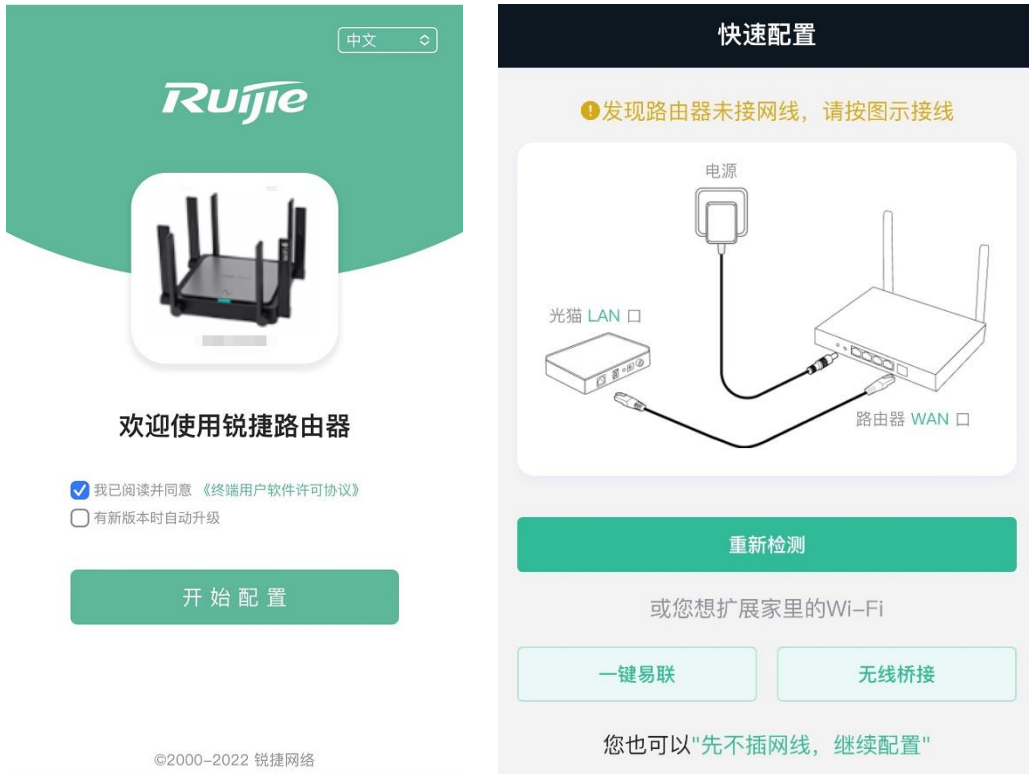 中文
Ruijie
欢迎使用锐捷路由器
我已阅读并同意 《终端用户软件许可协议》
有新版本时自动升级
开始配置
©2000-2022 锐捷网络
快速配置
发现路由器未接网线，请按图示接线
电源
光猫 LAN 口
路由器 WAN 口
重新检测
或您想扩展家里的Wi-Fi
一键易联
无线桥接
您也可以"先不插网线，继续配置"